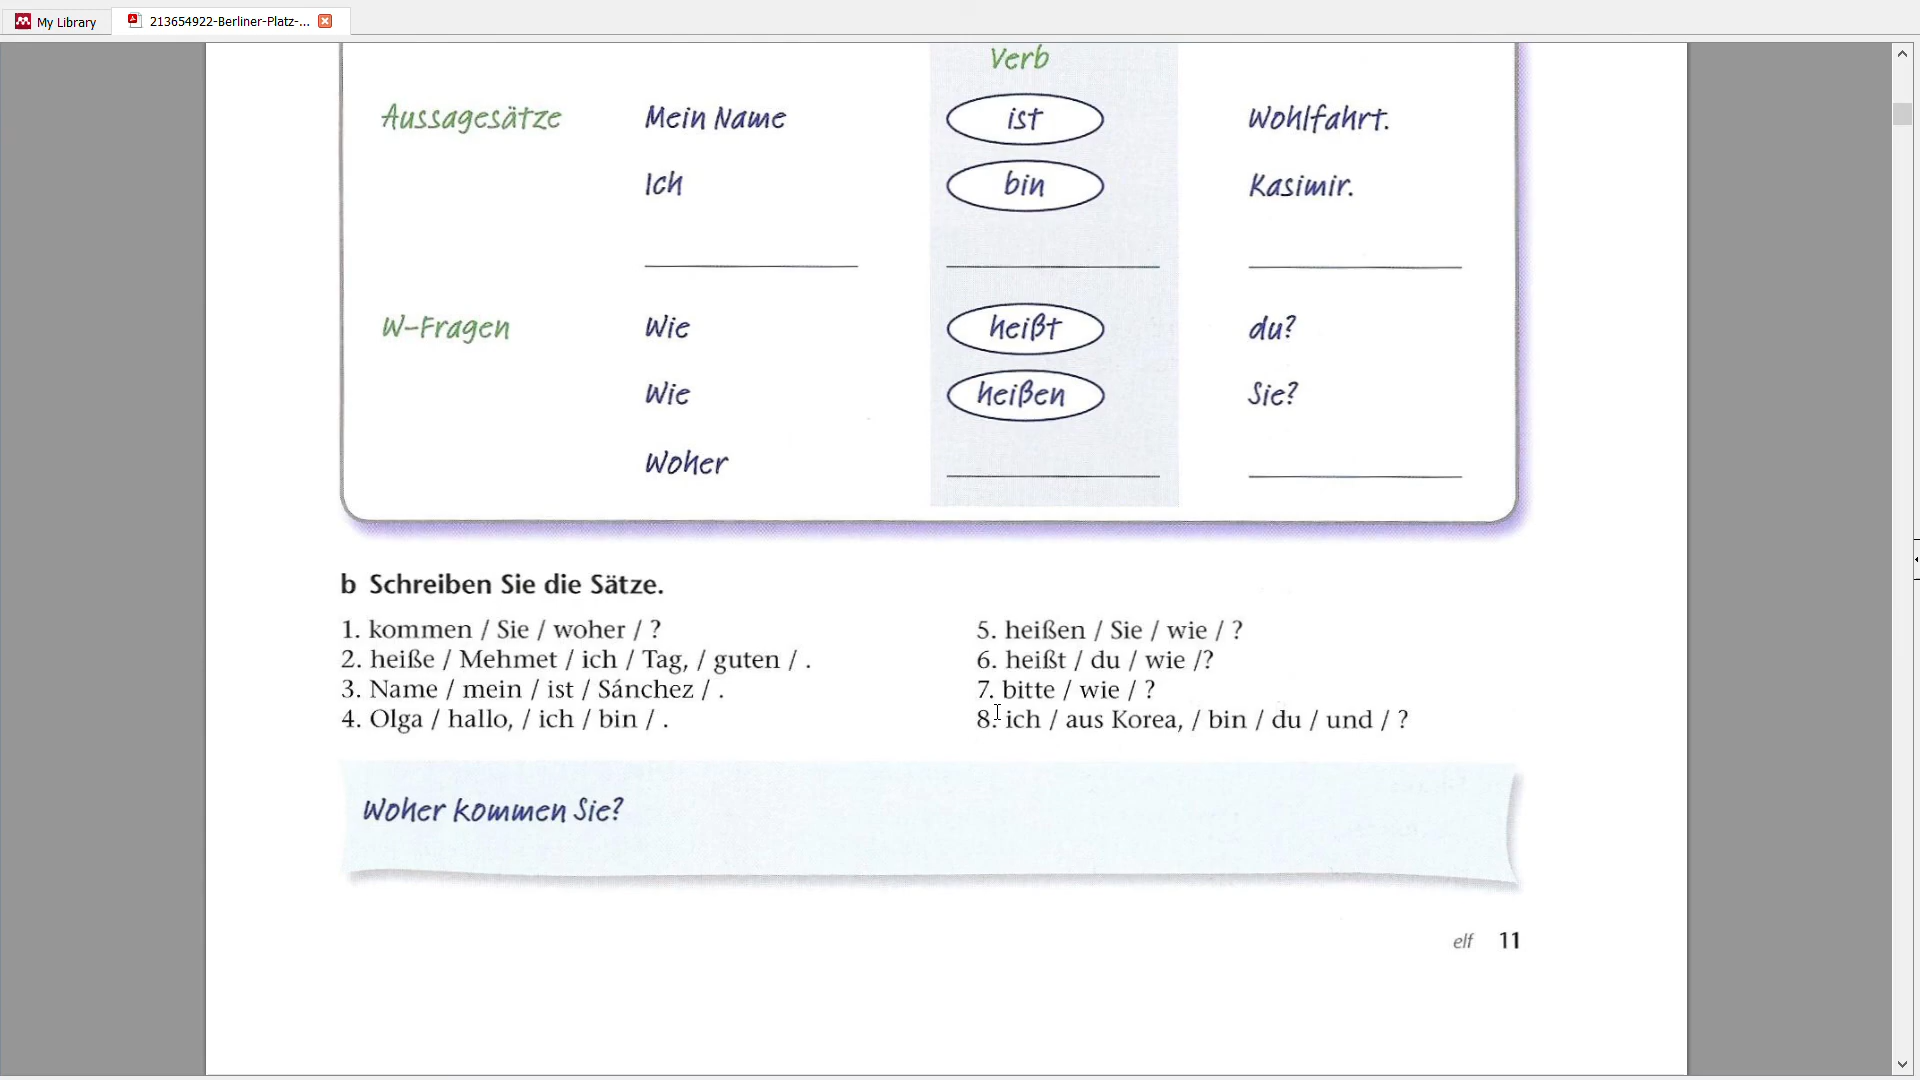 My Library
213654922-Berliner-Platz-...
Verb
Aussagesätze Mein Name ist Wohlfahrt.
Ich bin Kasimir.
W-Fragen Wie heißt du?
Wie heißen Sie?
Woher
b Schreiben Sie die Sätze.
1. kommen / Sie / woher / ?
2. heiße / Mehmet / ich / Tag, / guten / .
3. Name / mein / ist / Sánchez / .
4. Olga / hallo, / ich / bin / .
5. heißen / Sie / wie / ?
6. heißt / du / wie /?
7. bitte / wie / ?
8. ich / aus Korea, / bin / du / und / ?
Woher kommen Sie?
elf 11